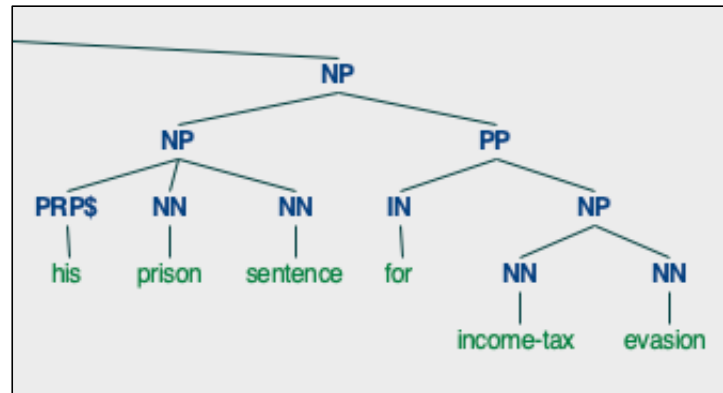 NP
NP PP
PRP$ NN NN IN NP
his prison sentence for NN NN
income-tax evasion